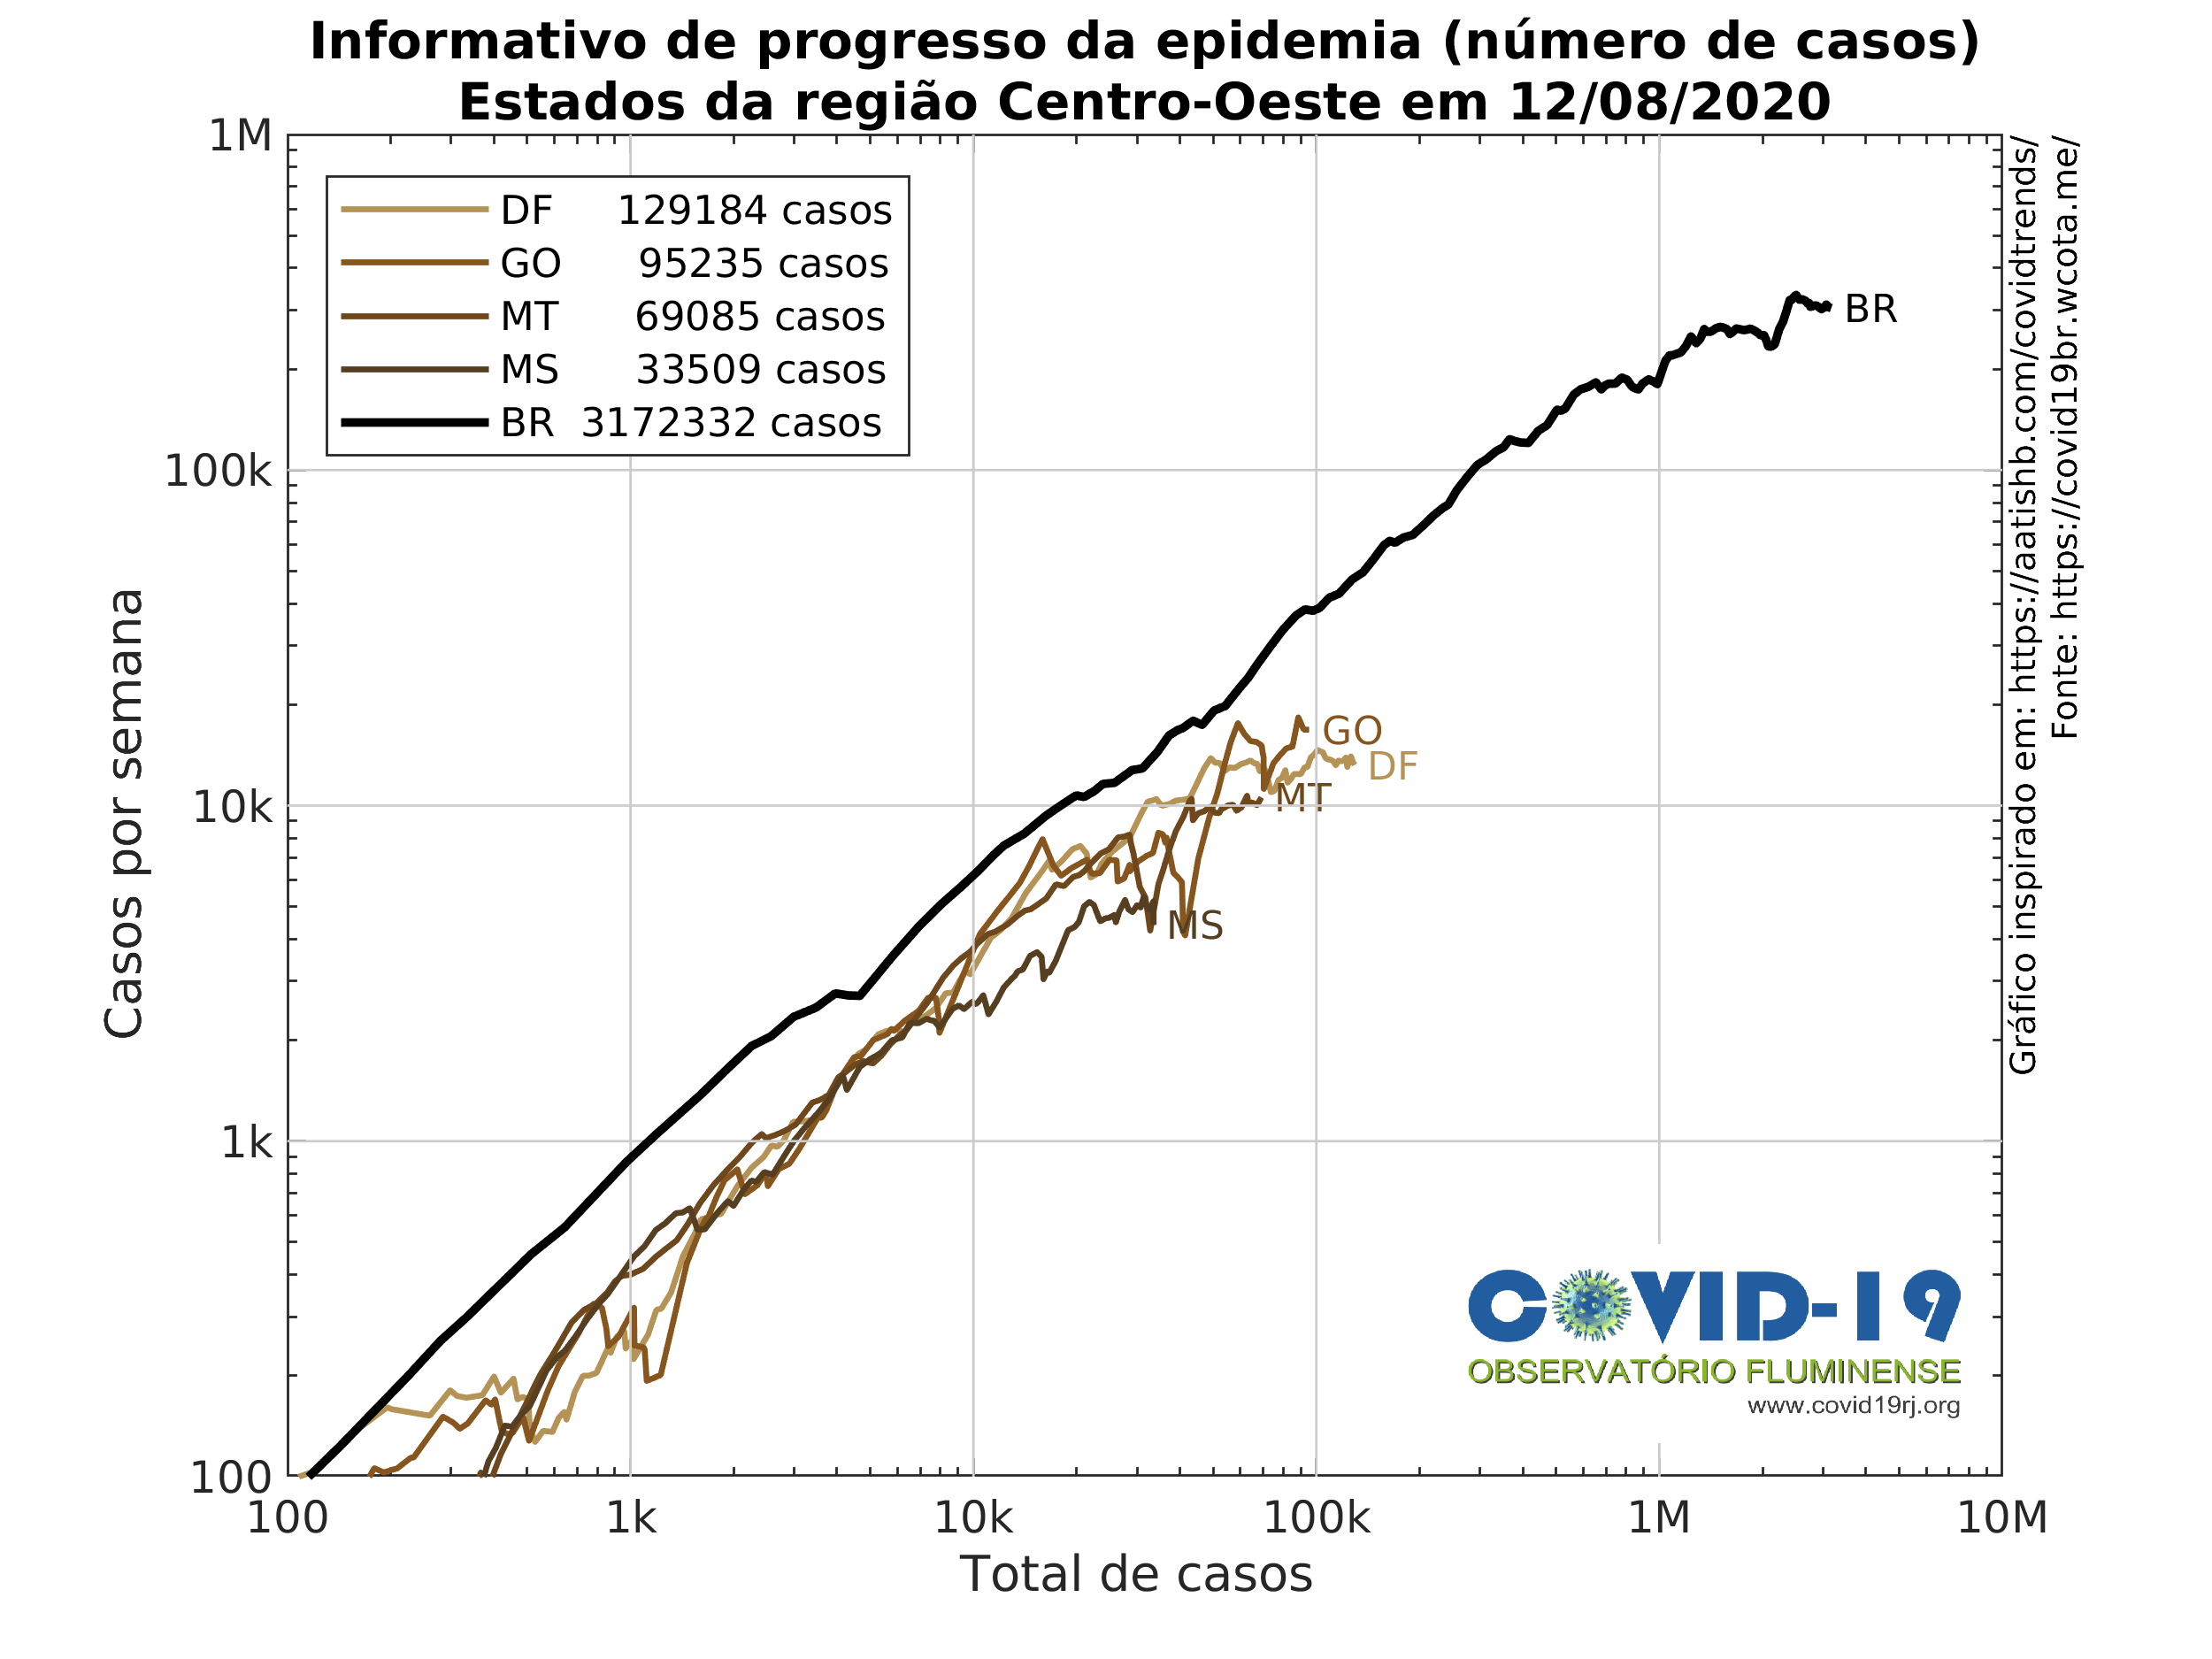 Informativo de progresso da epidemia (número de casos)
Estados da região Centro-Oeste em 12/08/2020
1M
100k
10k
1k
100
Casos por semana
DF 129184 casos
GO 95235 casos
MT 69085 casos
MS 33509 casos
BR 3172332 casos
BR
GO
DF
MT
MS
Gráfico inspirado em: https://aatishb.com/covidtrends/
Fonte: https://covid19br.wcota.me/
COVID-19
OBSERVATÓRIO FLUMINENSE
www.covid19rj.org
100 1k 10k 100k 1M 10M
Total de casos